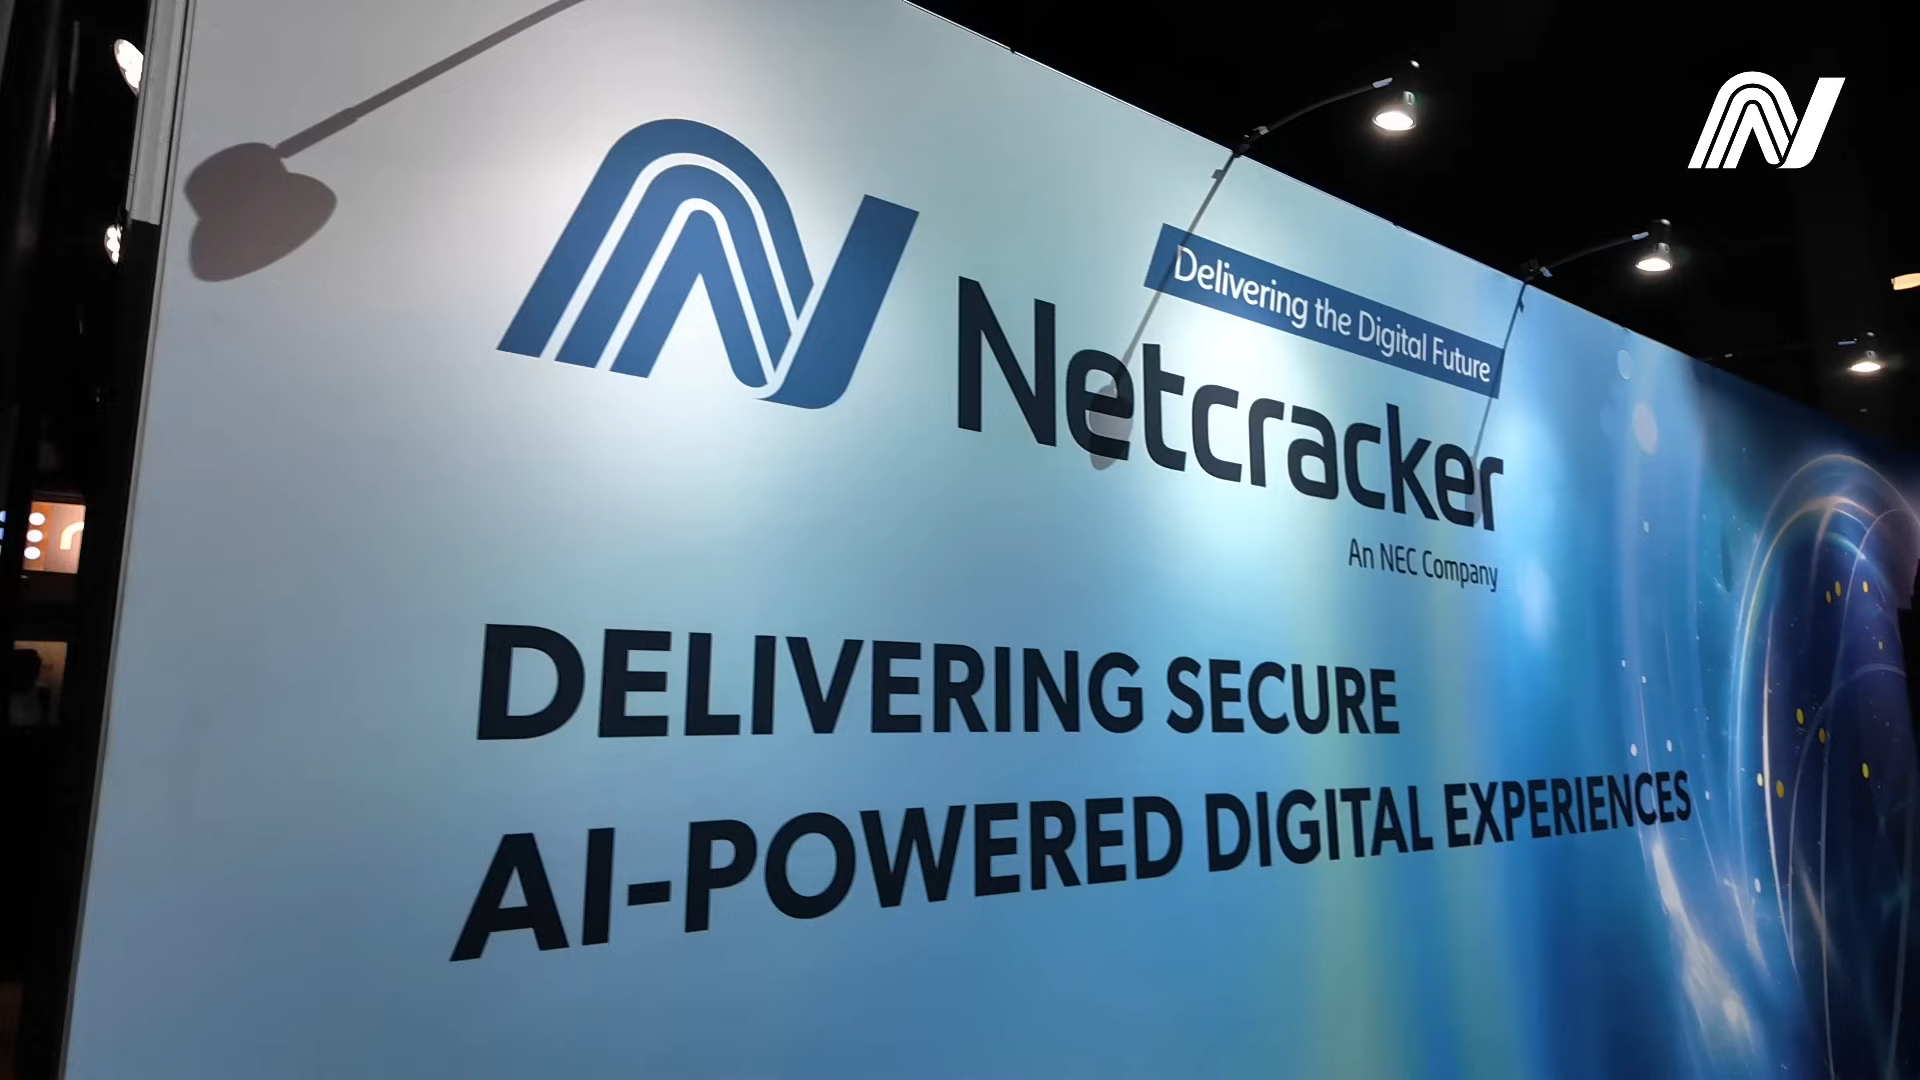 Delivering the Digital Future
Netcracker
An NEC Company
DELIVERING SECURE
AI-POWERED DIGITAL EXPERIENCES